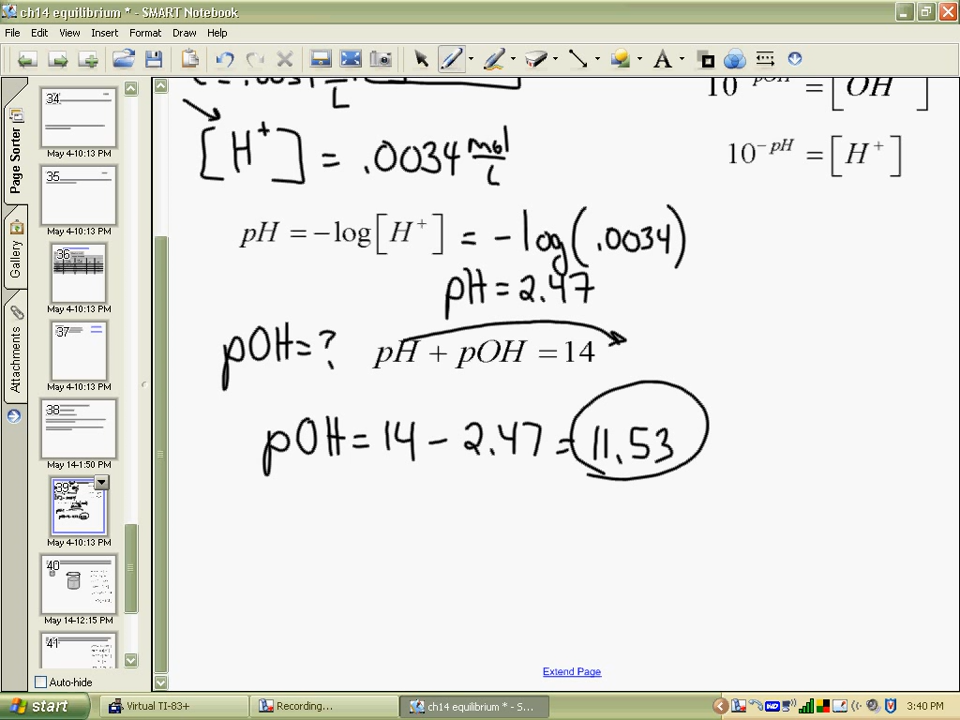 ch14 equilibrium * - SMART Notebook
File Edit View Insert Format Draw Help
Page Sorter
Gallery
Attachments
34
May 4-10:13 PM
35
May 4-10:13 PM
36
May 4-10:13 PM
37
May 4-10:13 PM
38
May 14-1:50 PM
39
May 4-10:13 PM
40
May 14-12:15 PM
41
Auto-hide
L
10^-pOH = [OH ]
[H+] = .0034 mol/L
10^-pH = [H+]
pH = -log[H+] = -log(.0034)
pH = 2.47
pOH = ? pH + pOH = 14
pOH = 14 - 2.47 = 11.53
Extend Page
start Virtual TI-83+ Recording... ch14 equilibrium * - S... 3:40 PM